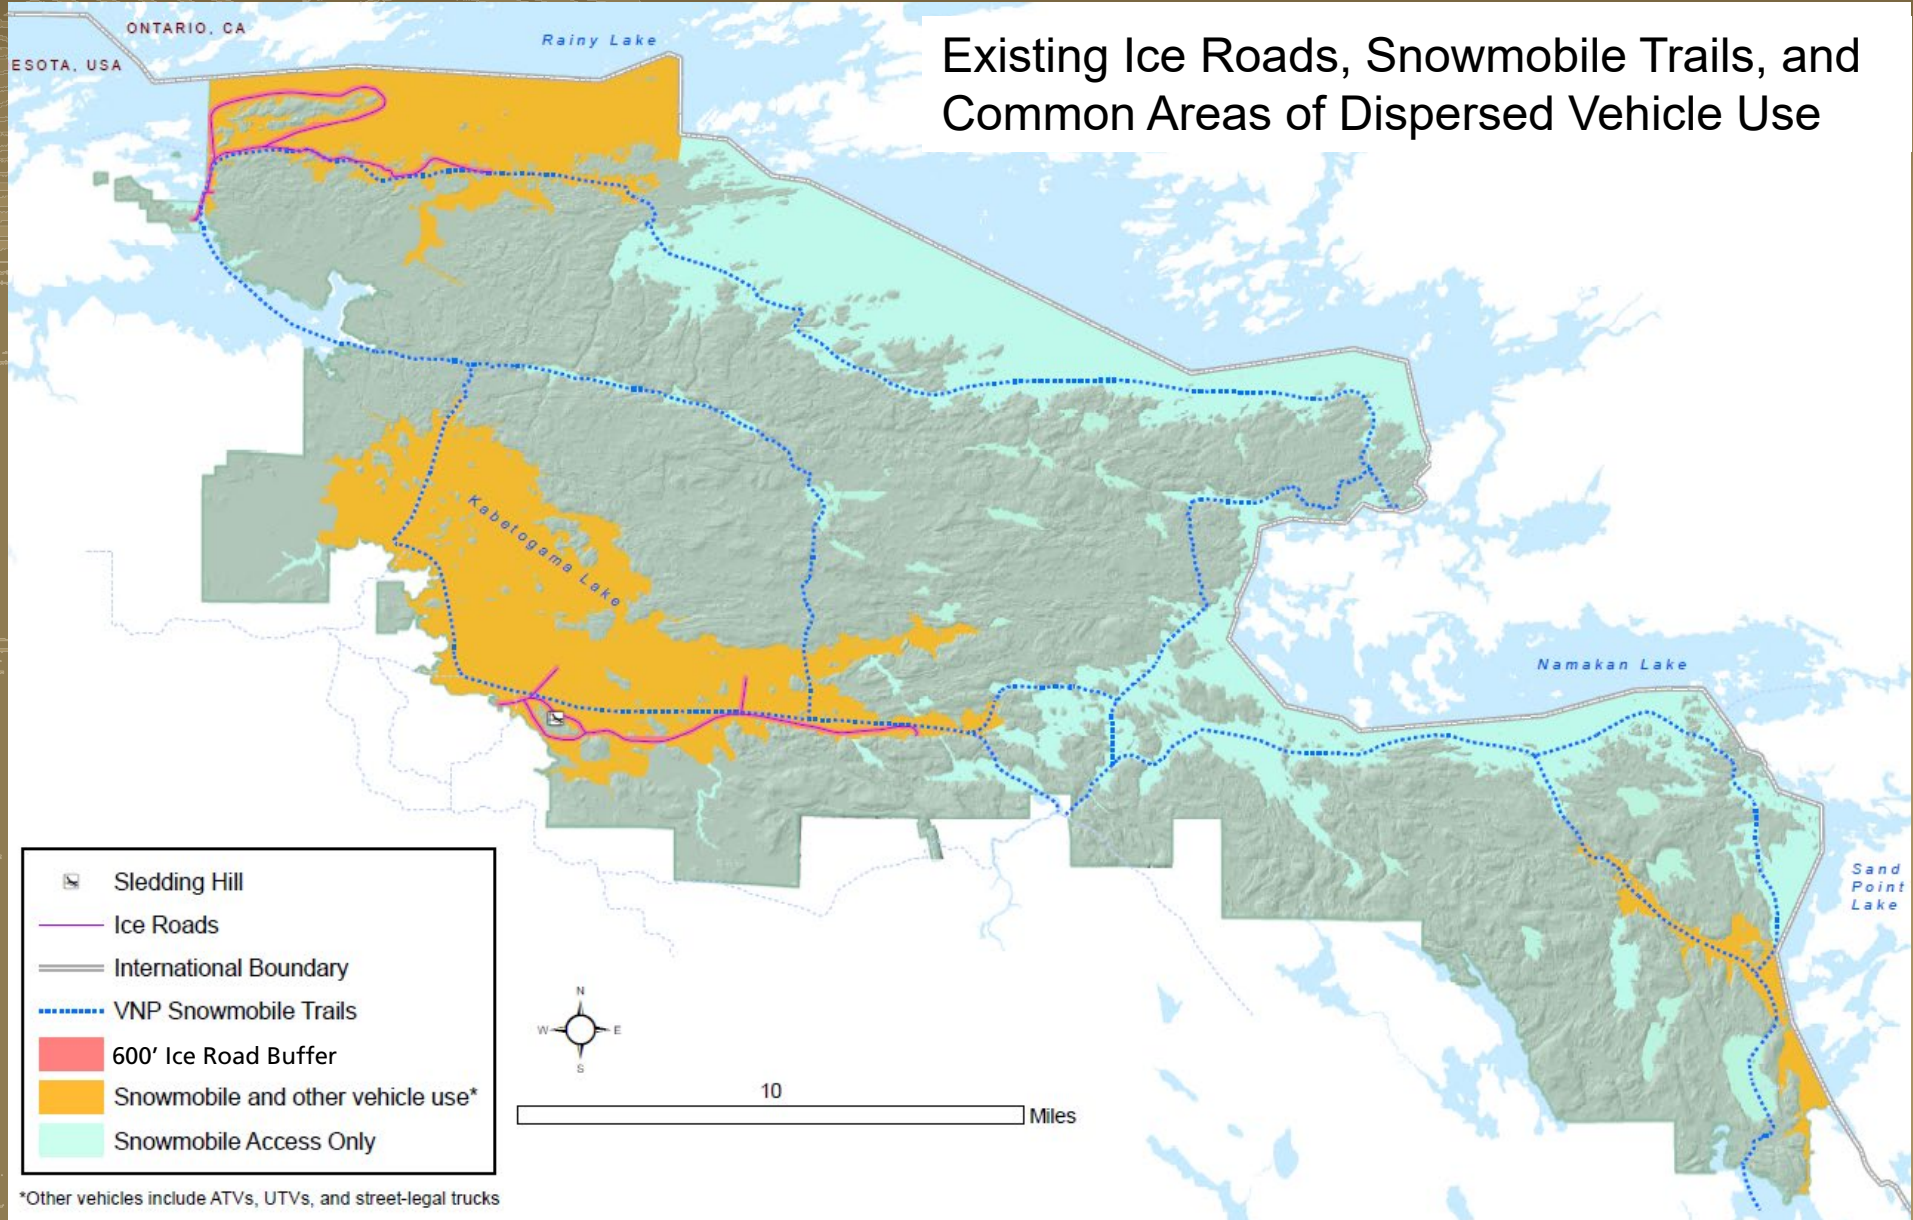 ONTARIO, CA
ESOTA, USA
Rainy Lake
Existing Ice Roads, Snowmobile Trails, and
Common Areas of Dispersed Vehicle Use
Kabetogama Lake
Namakan Lake
Sand
Point
Lake
Sledding Hill
Ice Roads
International Boundary
VNP Snowmobile Trails
600’ Ice Road Buffer
Snowmobile and other vehicle use*
Snowmobile Access Only
N
W E
S
10
Miles
*Other vehicles include ATVs, UTVs, and street-legal trucks